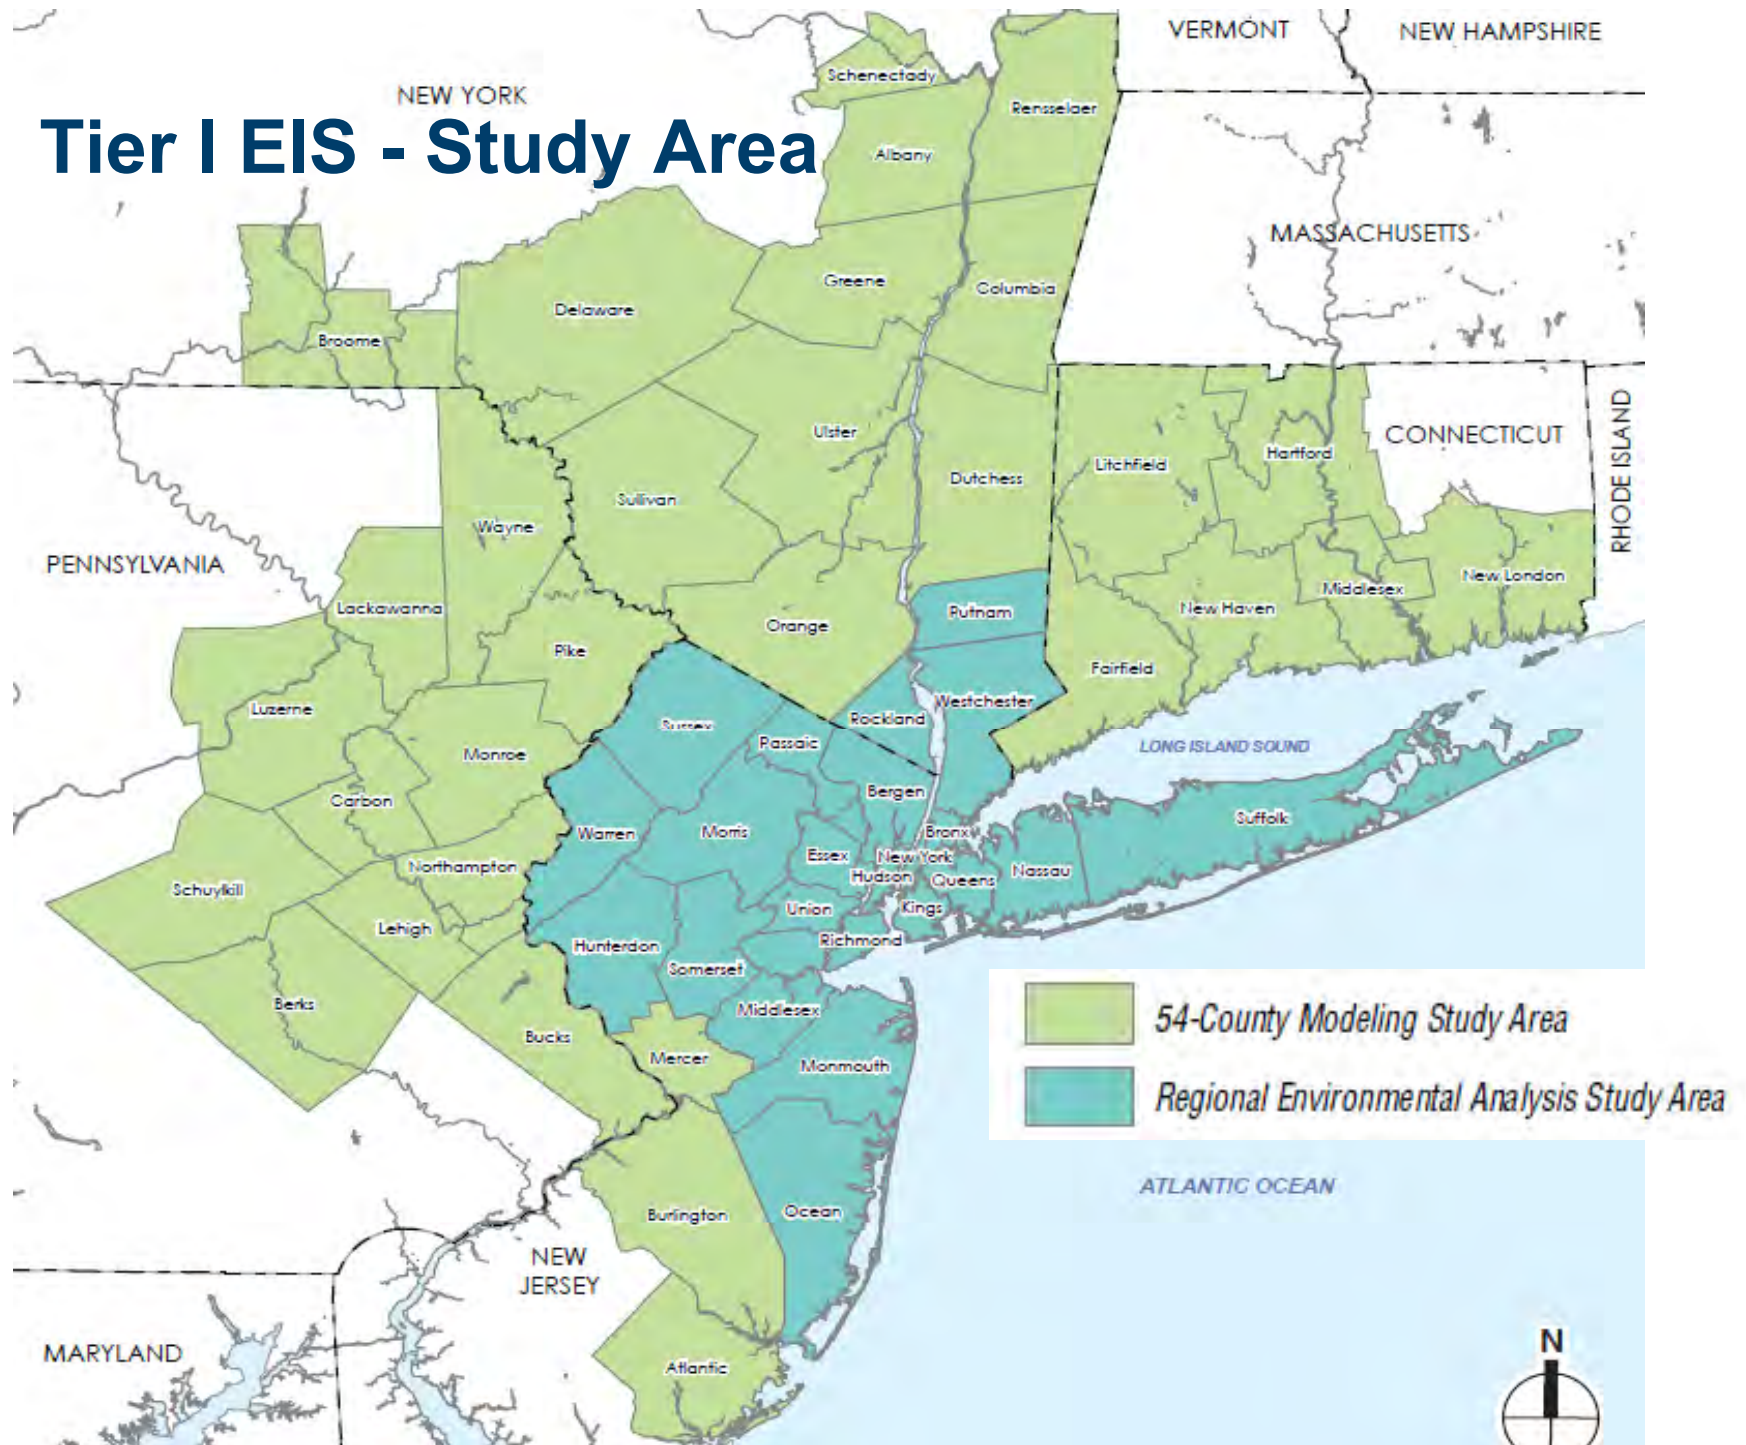 VERMONT
NEW HAMPSHIRE
Schenectady
NEW YORK
Rensselaer
Tier I EIS - Study Area
Albany
MASSACHUSETTS
Greene
Columbia
Delaware
Broome
RHODE ISLAND
Ulster
CONNECTICUT
Hartford
Litchfield
Dutchess
Sullivan
Wayne
PENNSYLVANIA
New London
Middlesex
Lackawanna
New Haven
Putnam
Orange
Pike
Fairfield
Westchester
Luzerne
Rockland
Sussex
Passaic
LONG ISLAND SOUND
Monroe
Bergen
Carbon
Suffolk
Warren
Morris
Bronx
Essex
New York
Northampton
Nassau
Hudson
Queens
Schuylkill
Union
Kings
Lehigh
Richmond
Hunterdon
Somerset
Berks
Middlesex
54-County Modeling Study Area
Bucks
Mercer
Monmouth
Regional Environmental Analysis Study Area
ATLANTIC OCEAN
Burlington
Ocean
NEW
JERSEY
N
MARYLAND
Atlantic